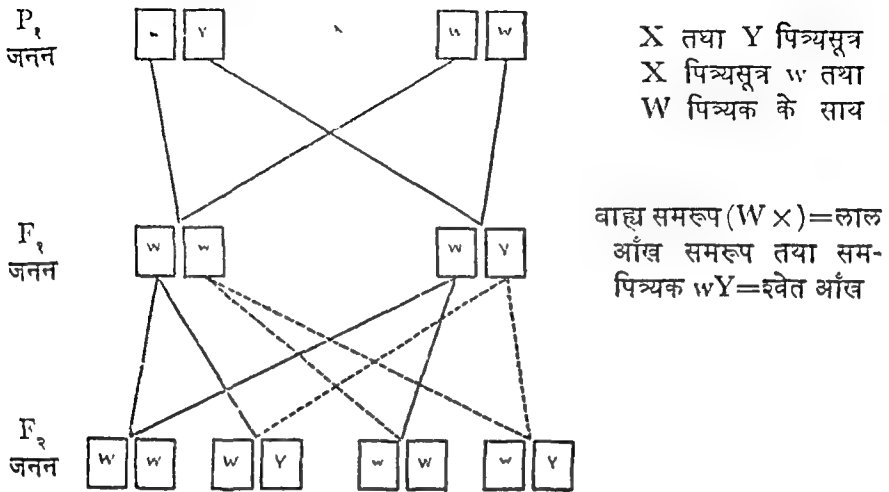 P₁
जनन
Y
w W
X तथा Y पित्र्यसूत्र
X पित्र्यसूत्र w तथा
W पित्र्यक के साथ
F₁
जनन
W w W Y
वाह्य समरूप (W ×)=लाल
आँख समरूप तथा सम-
पित्र्यक wY=श्वेत आँख
F₂
जनन
W W W Y w W w Y